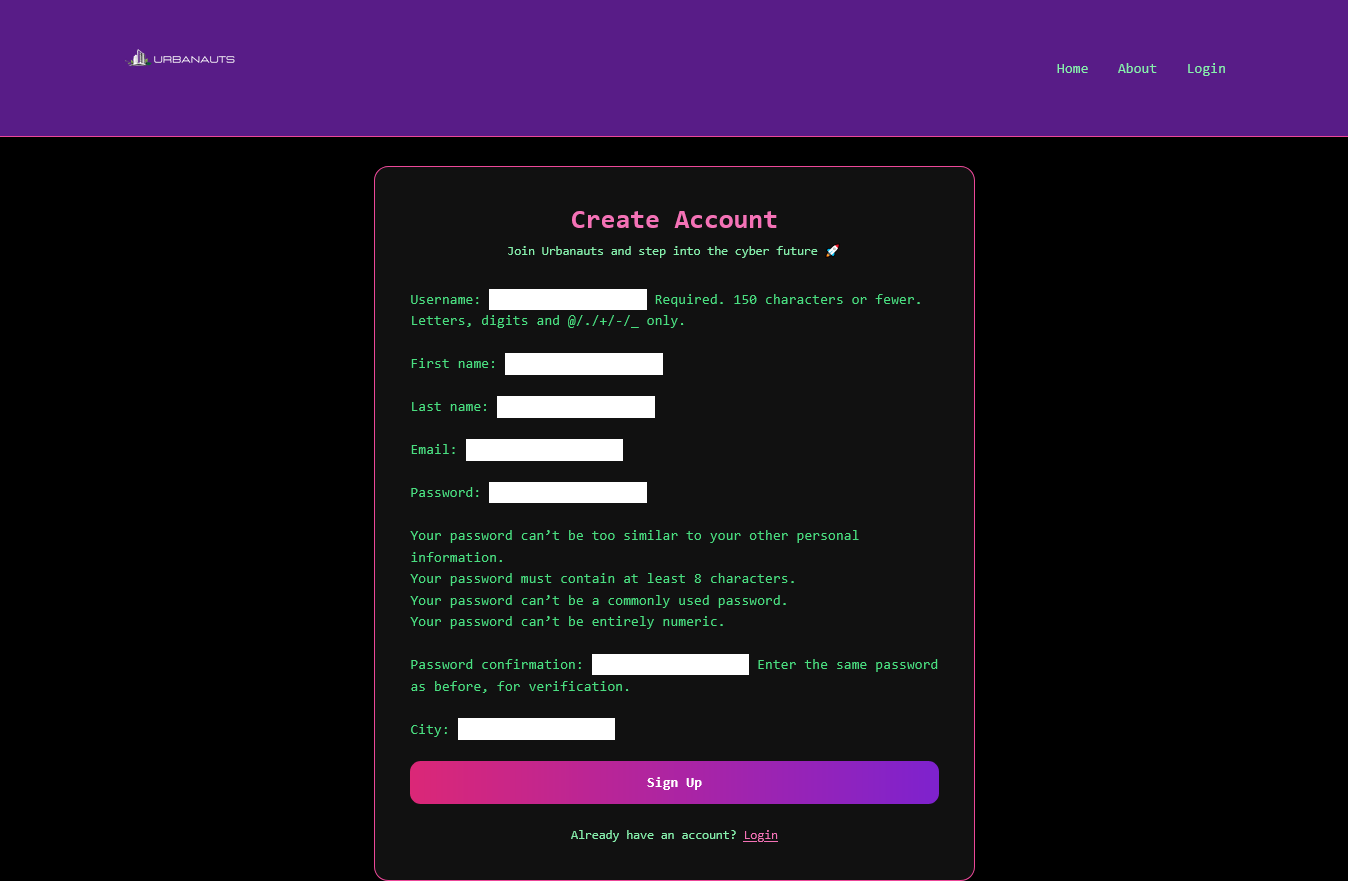 URBANAUTS
Home About Login
Create Account
Join Urbanauts and step into the cyber future 🚀
Username: Required. 150 characters or fewer.
Letters, digits and @/./+/-/_ only.
First name:
Last name:
Email:
Password:
Your password can’t be too similar to your other personal
information.
Your password must contain at least 8 characters.
Your password can’t be a commonly used password.
Your password can’t be entirely numeric.
Password confirmation: Enter the same password
as before, for verification.
City:
Sign Up
Already have an account? Login